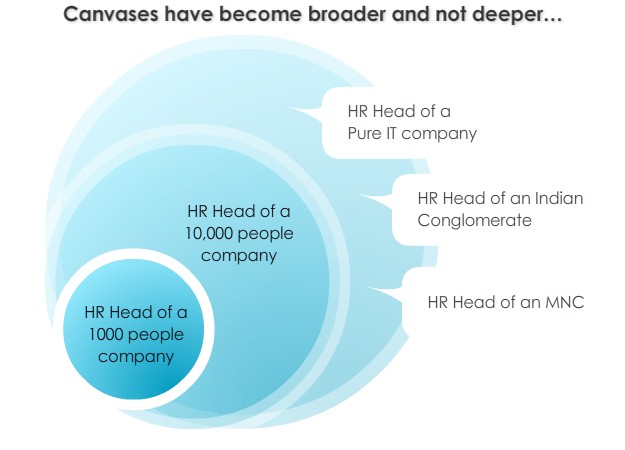 Canvases have become broader and not deeper...
HR Head of a
Pure IT company
HR Head of an Indian
Conglomerate
HR Head of a
10,000 people
company
HR Head of an MNC
HR Head of a
1000 people
company